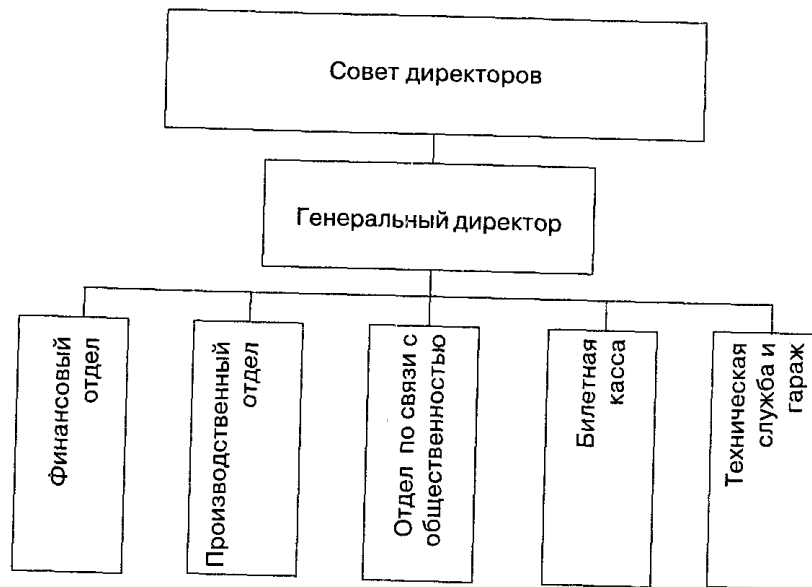 Совет директоров
Генеральный директор
Финансовый
отдел
Производственный
отдел
Отдел по связи с
общественностью
Билетная
касса
Техническая
служба и
гараж